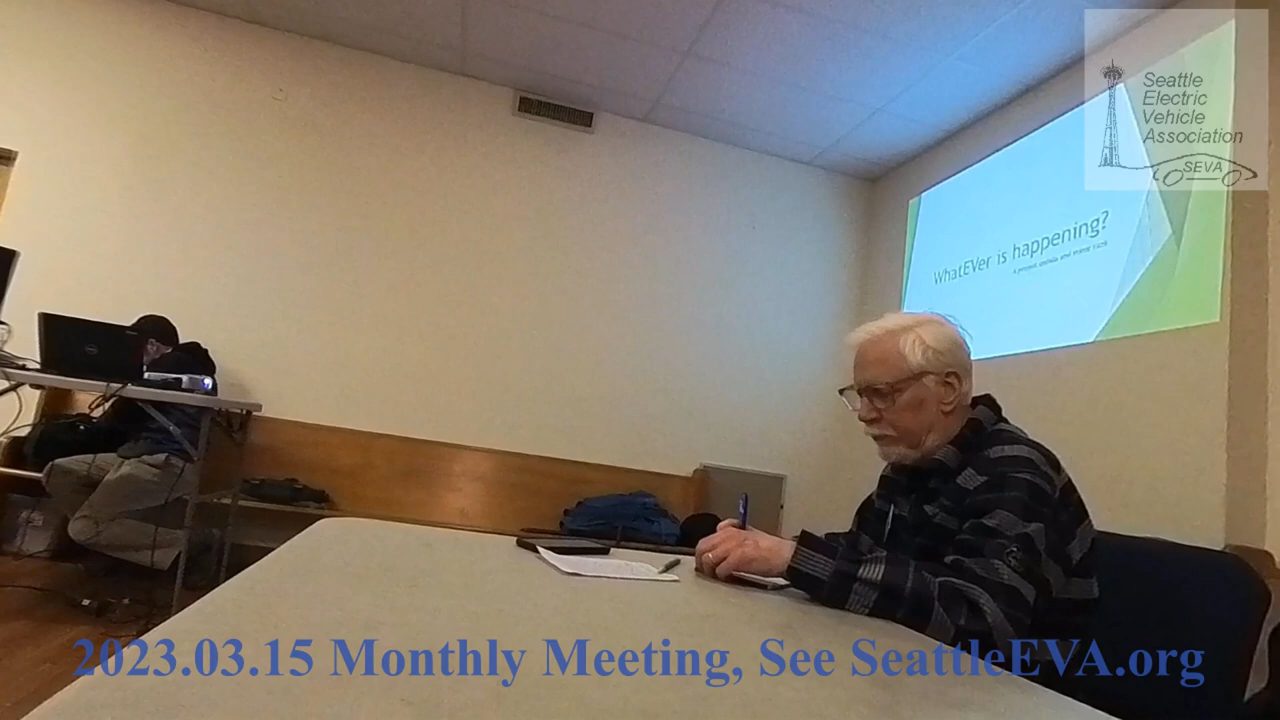 Seattle
Electric
Vehicle
Association
SEVA
WhatEVer is happening?
2023.03.15 Monthly Meeting, See SeattleEVA.org